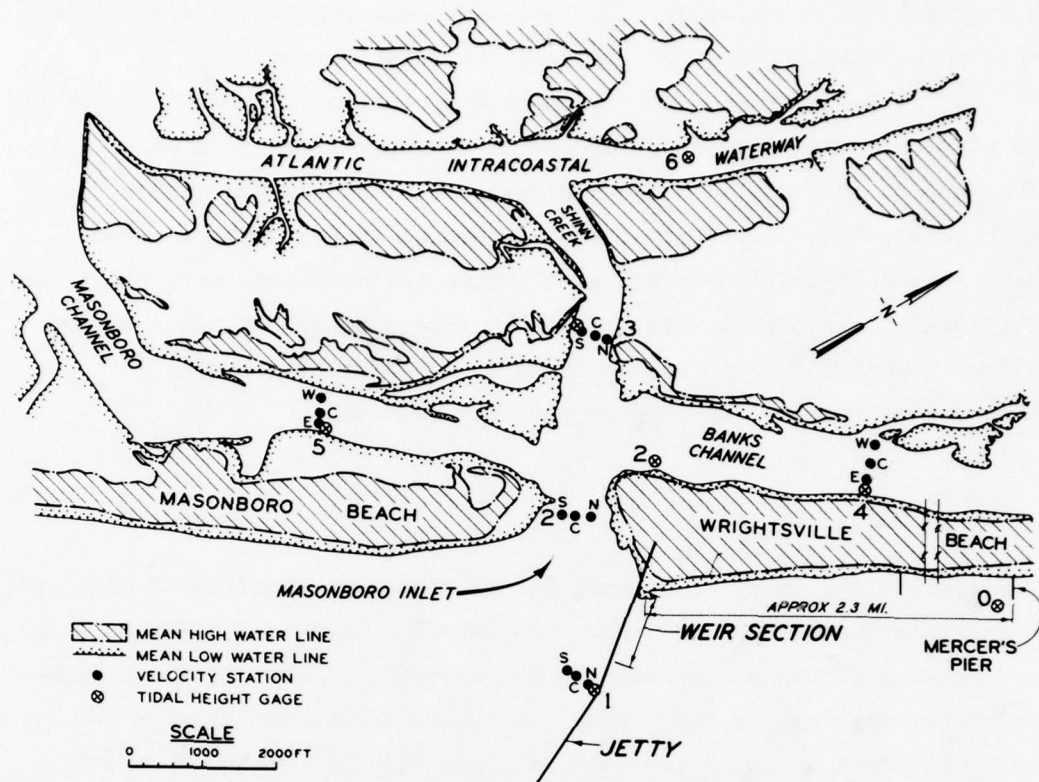 ATLANTIC INTRACOASTAL WATERWAY
6
SHINN
CREEK
MASONBORO
CHANNEL
N
C
S
N
3
W
C
E
5
BANKS
CHANNEL
W
C
E
4
2
MASONBORO BEACH
S
C
N
2
WRIGHTSVILLE BEACH
MASONBORO INLET
APPROX 2.3 MI.
O
WEIR SECTION
MERCER'S
PIER
MEAN HIGH WATER LINE
MEAN LOW WATER LINE
VELOCITY STATION
TIDAL HEIGHT GAGE
S
C
N
1
SCALE
0 1000 2000 FT
JETTY